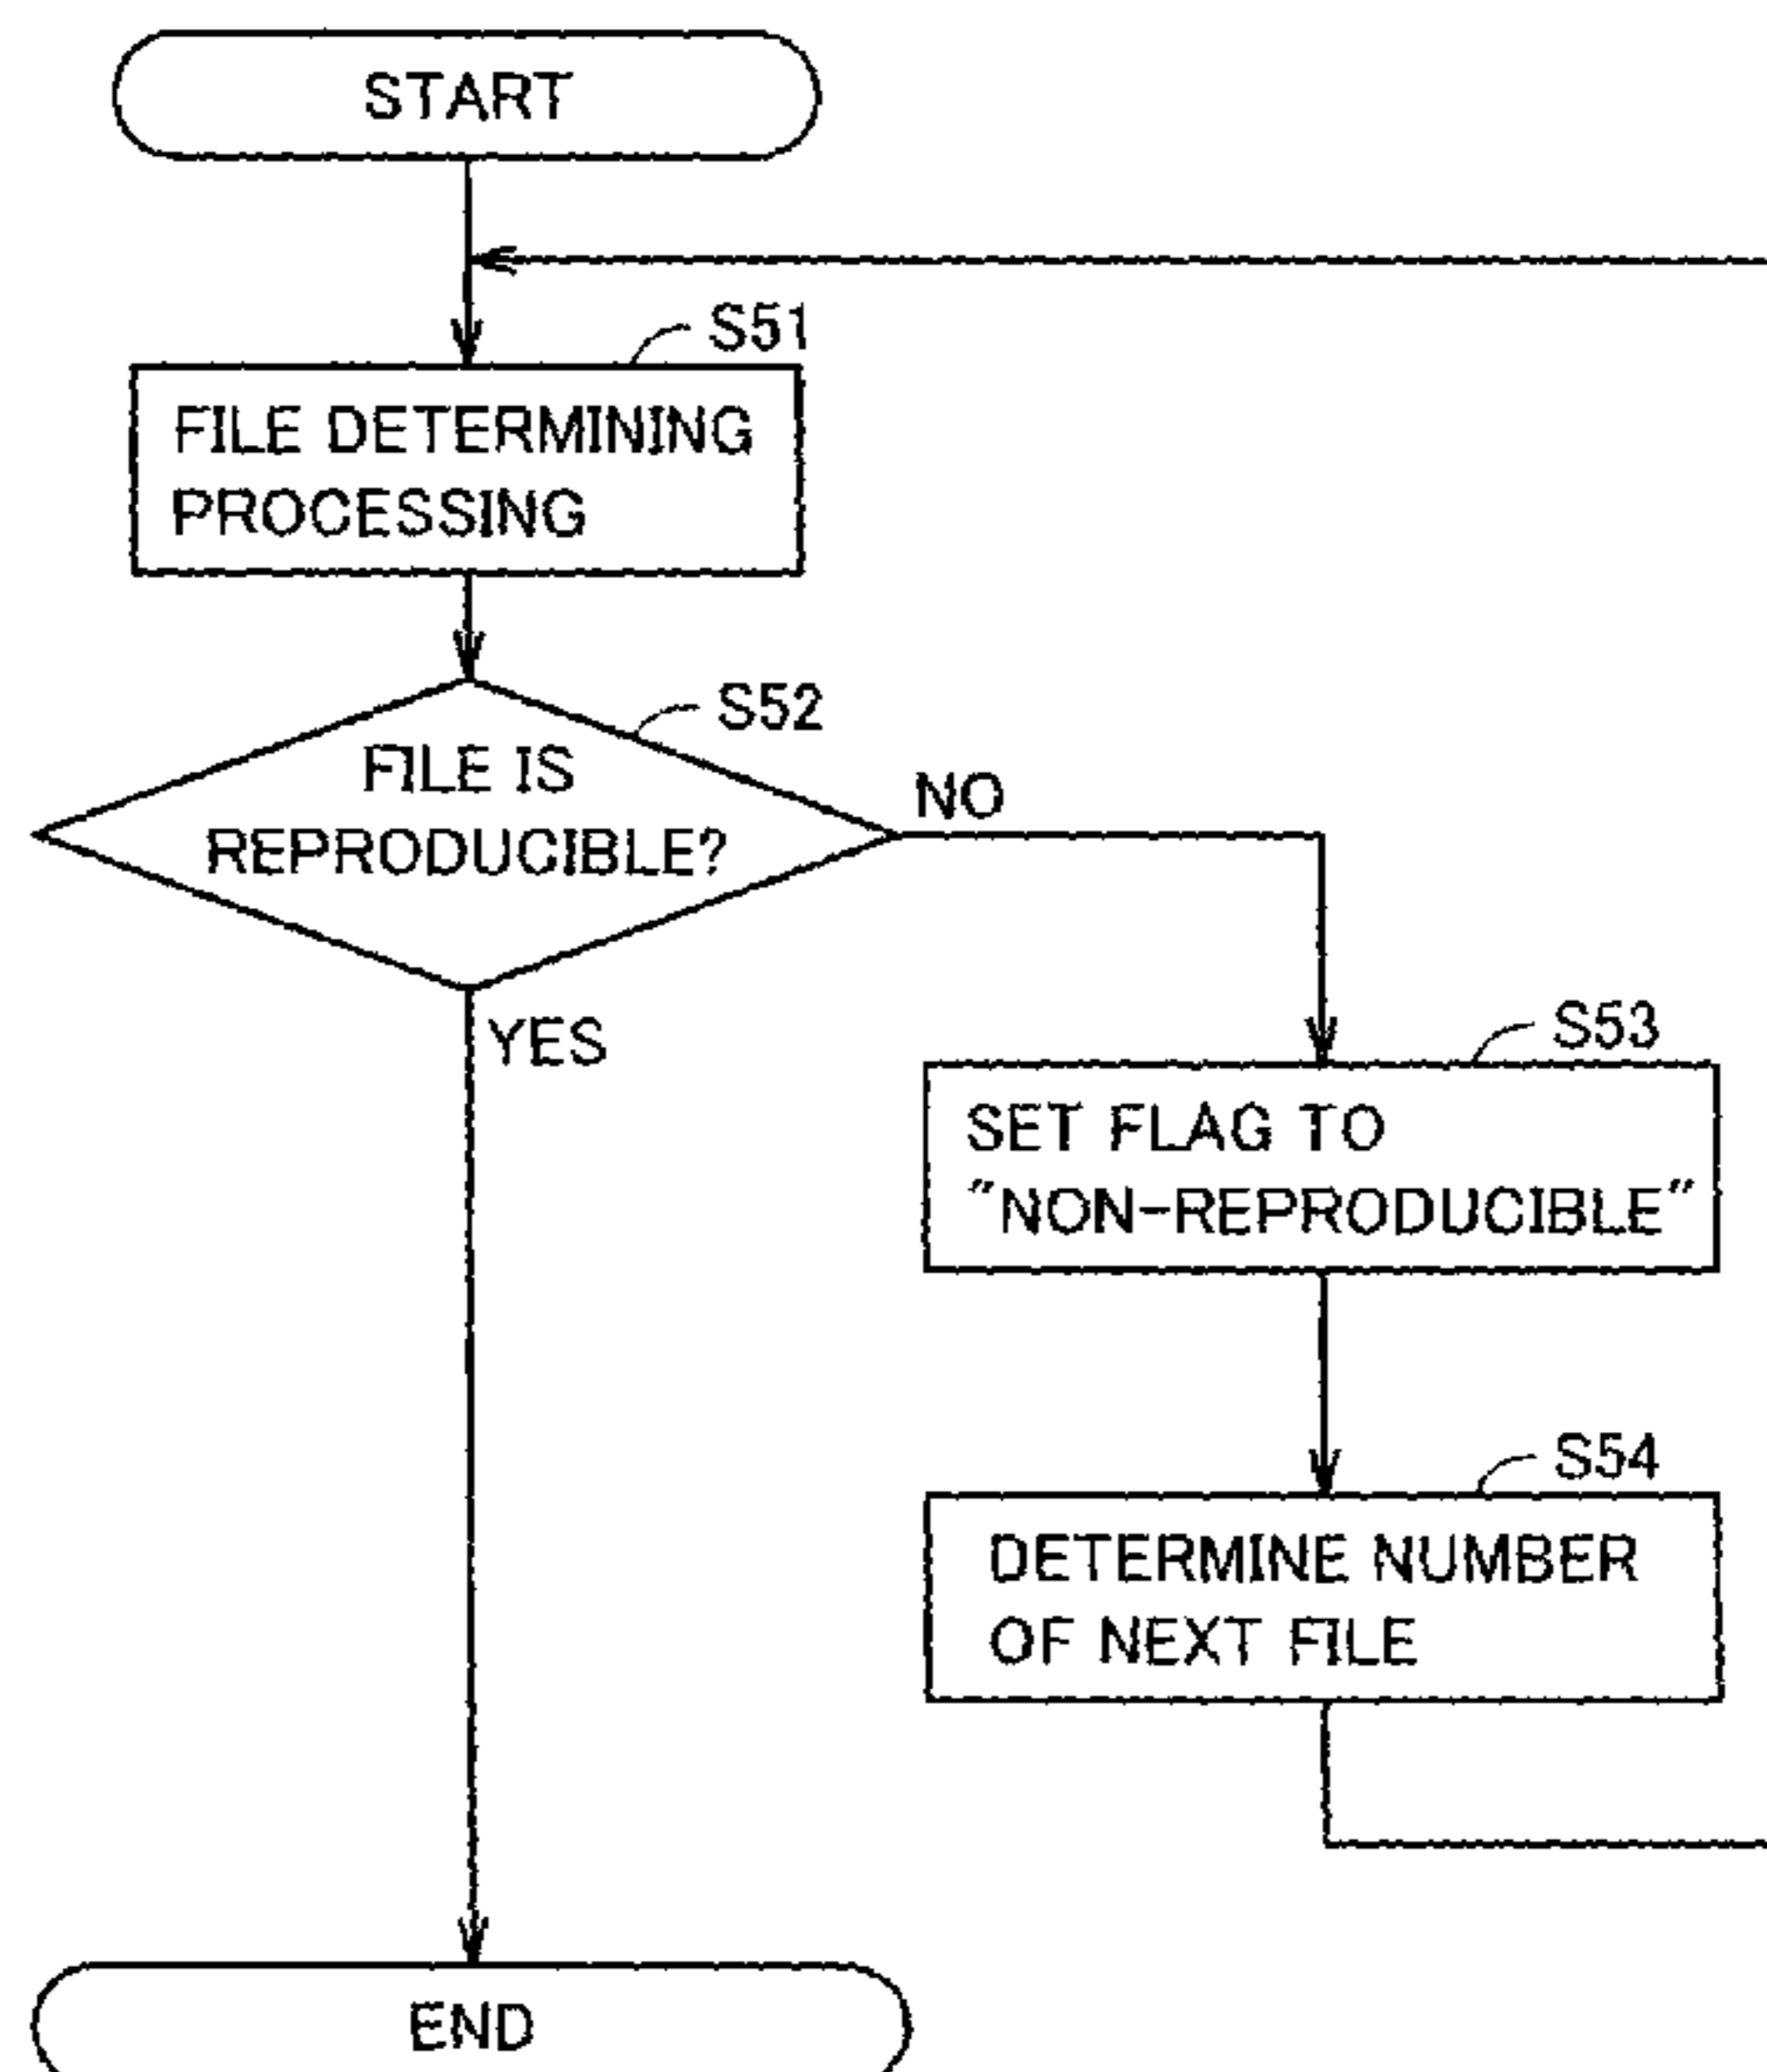 START
S51
FILE DETERMINING
PROCESSING
S52
FILE IS
REPRODUCIBLE?
NO
YES
S53
SET FLAG TO
"NON-REPRODUCIBLE"
S54
DETERMINE NUMBER
OF NEXT FILE
END